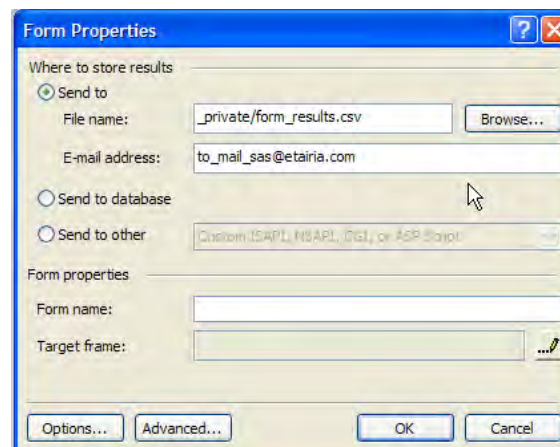 Form Properties
Where to store results
Send to
File name: _private/form_results.csv Browse...
E-mail address: to_mail_sas@etairia.com
Send to database
Send to other Custom ISAPI, NSAPI, CGI, or ASP Script
Form properties
Form name:
Target frame:
Options... Advanced... OK Cancel